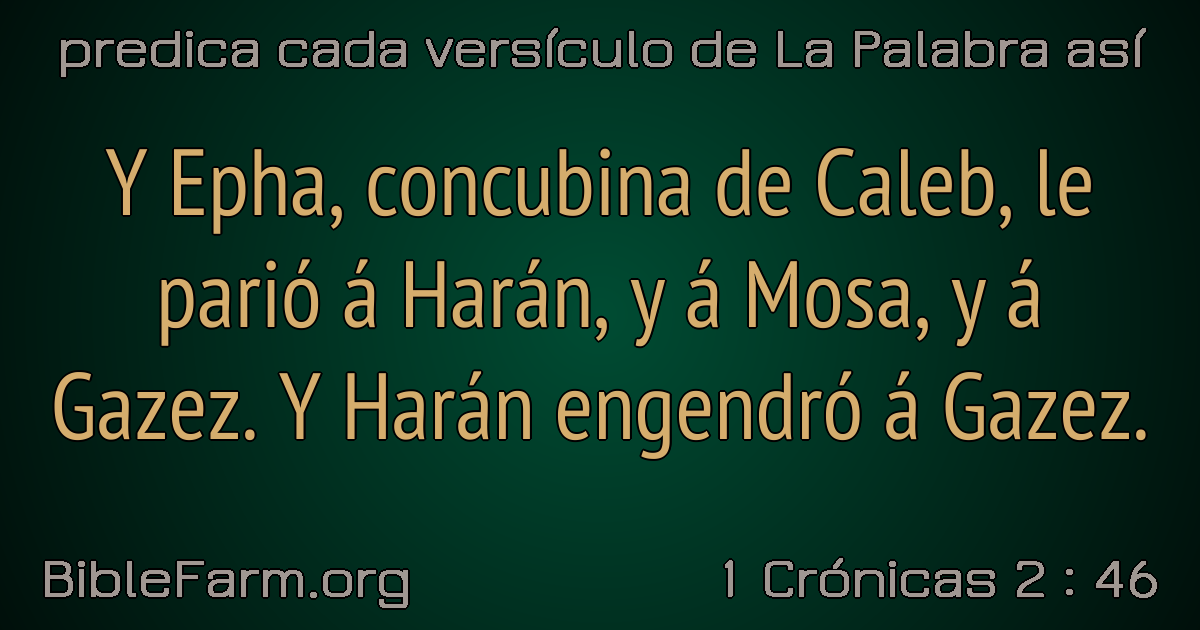 predica cada versículo de La Palabra así
Y Epha, concubina de Caleb, le
parió á Harán, y á Mosa, y á
Gazez. Y Harán engendró á Gazez.
BibleFarm.org
1 Crónicas 2 : 46